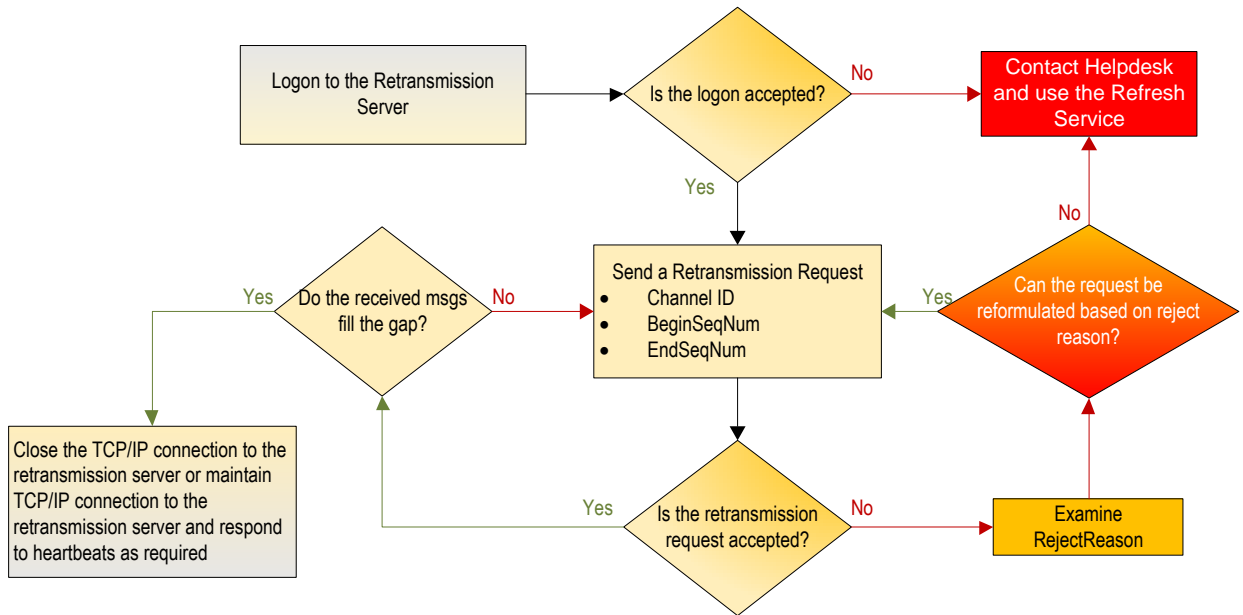 Logon to the Retransmission
Server
Is the logon accepted?
No
Contact Helpdesk
and use the Refresh
Service
Yes
No
Send a Retransmission Request
• Channel ID
• BeginSeqNum
• EndSeqNum
Yes
Do the received msgs
fill the gap?
No
Yes
Can the request be
reformulated based on reject
reason?
Close the TCP/IP connection to the
retransmission server or maintain
TCP/IP connection to the
retransmission server and respond
to heartbeats as required
Yes
Is the retransmission
request accepted?
No
Examine
RejectReason